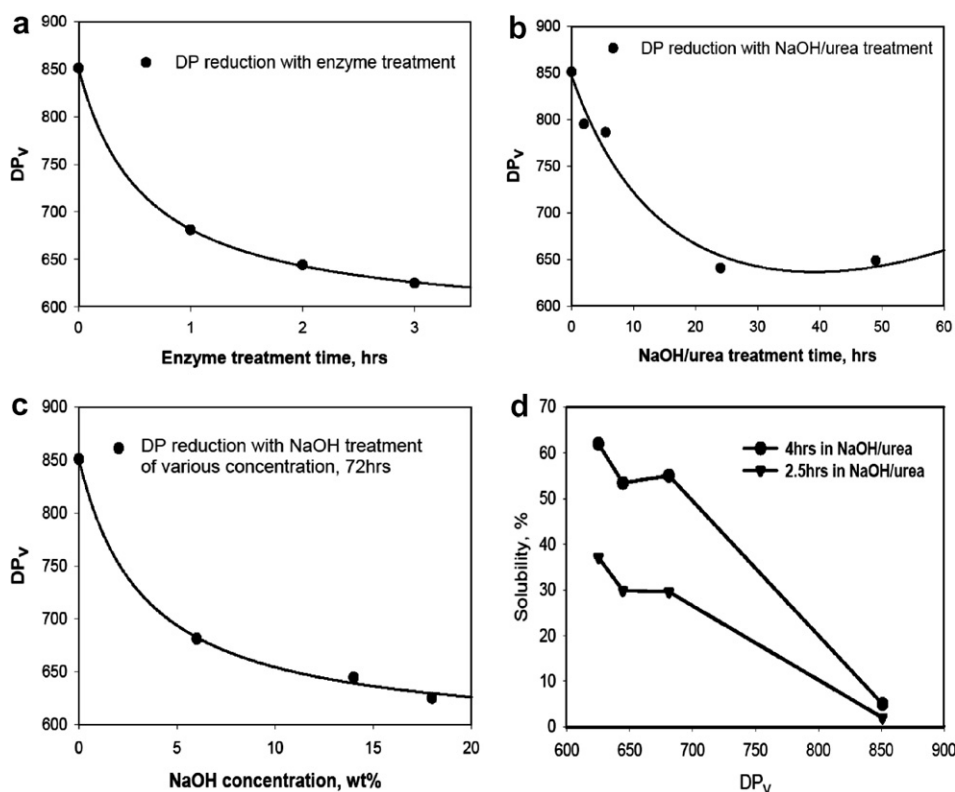 a
900
850
800
750
700
650
600
DPv
DP reduction with enzyme treatment
0
1
2
3
Enzyme treatment time, hrs
b
900
850
800
750
700
650
600
DPv
DP reduction with NaOH/urea treatment
0
10
20
30
40
50
60
NaOH/urea treatment time, hrs
c
900
850
800
750
700
650
600
DPv
DP reduction with NaOH treatment
of various concentration, 72hrs
0
5
10
15
20
NaOH concentration, wt%
d
70
60
50
40
30
20
10
0
Solubility, %
4hrs in NaOH/urea
2.5hrs in NaOH/urea
600
650
700
750
800
850
900
DPv